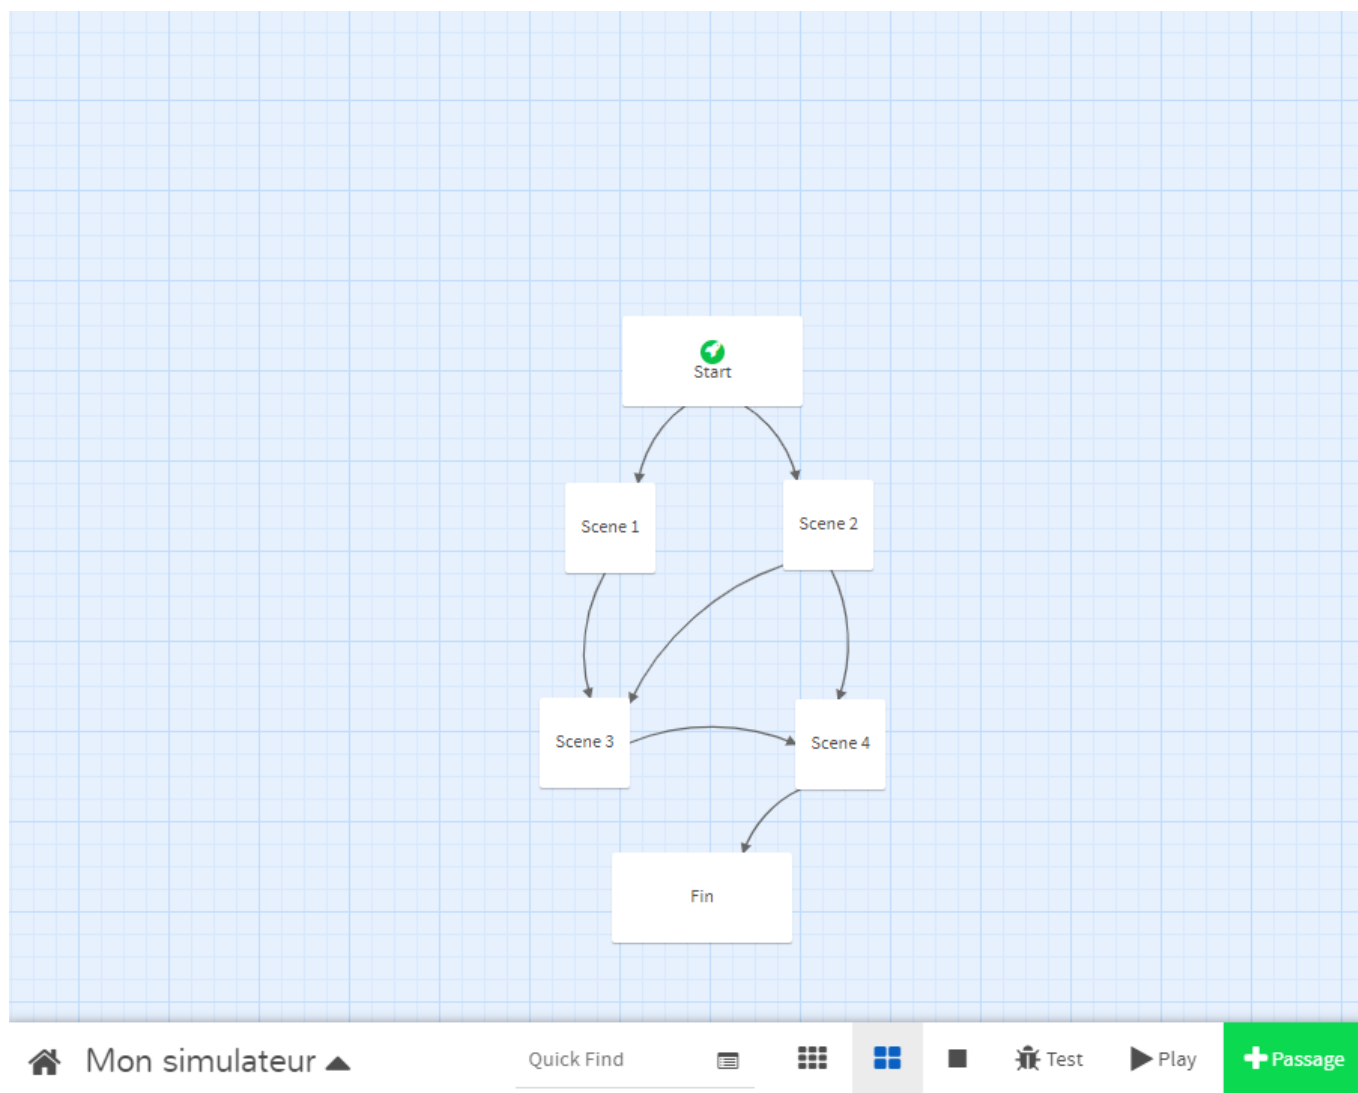 Start
Scene 1
Scene 2
Scene 3
Scene 4
Fin
Mon simulateur
Quick Find
Test
Play
Passage